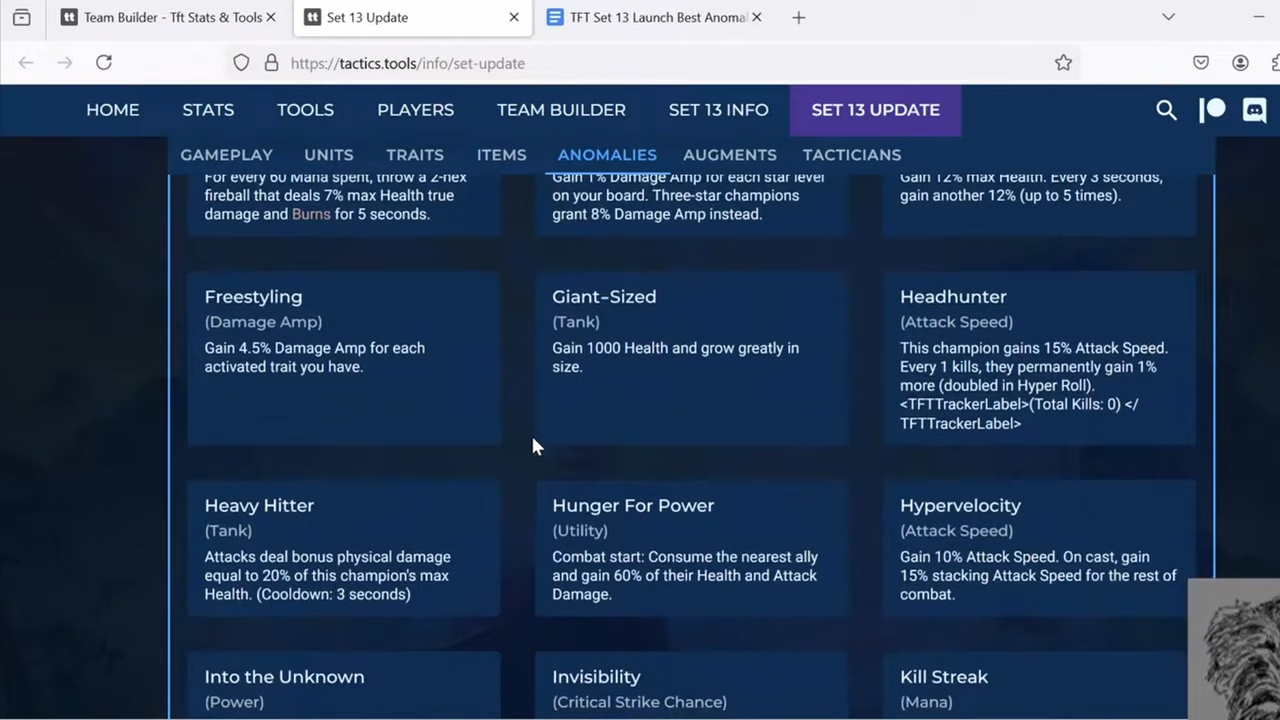 Team Builder - Tft Stats & Tools
Set 13 Update
TFT Set 13 Launch Best Anomal
https://tactics.tools/info/set-update
HOME
STATS
TOOLS
PLAYERS
TEAM BUILDER
SET 13 INFO
SET 13 UPDATE
GAMEPLAY
UNITS
TRAITS
ITEMS
ANOMALIES
AUGMENTS
TACTICIANS
For every 60 Mana spent, throw a 2-hex
fireball that deals 7% max Health true
damage and Burns for 5 seconds.
Gain 1% Damage Amp for each star level
on your board. Three-star champions
grant 8% Damage Amp instead.
Gain 12% max Health. Every 3 seconds,
gain another 12% (up to 5 times).
Freestyling
(Damage Amp)
Gain 4.5% Damage Amp for each
activated trait you have.
Giant-Sized
(Tank)
Gain 1000 Health and grow greatly in
size.
Headhunter
(Attack Speed)
This champion gains 15% Attack Speed.
Every 1 kills, they permanently gain 1%
more (doubled in Hyper Roll).
<TFTTrackerLabel>(Total Kills: 0) </
TFTTrackerLabel>
Heavy Hitter
(Tank)
Attacks deal bonus physical damage
equal to 20% of this champion's max
Health. (Cooldown: 3 seconds)
Hunger For Power
(Utility)
Combat start: Consume the nearest ally
and gain 60% of their Health and Attack
Damage.
Hypervelocity
(Attack Speed)
Gain 10% Attack Speed. On cast, gain
15% stacking Attack Speed for the rest of
combat.
Into the Unknown
(Power)
Invisibility
(Critical Strike Chance)
Kill Streak
(Mana)